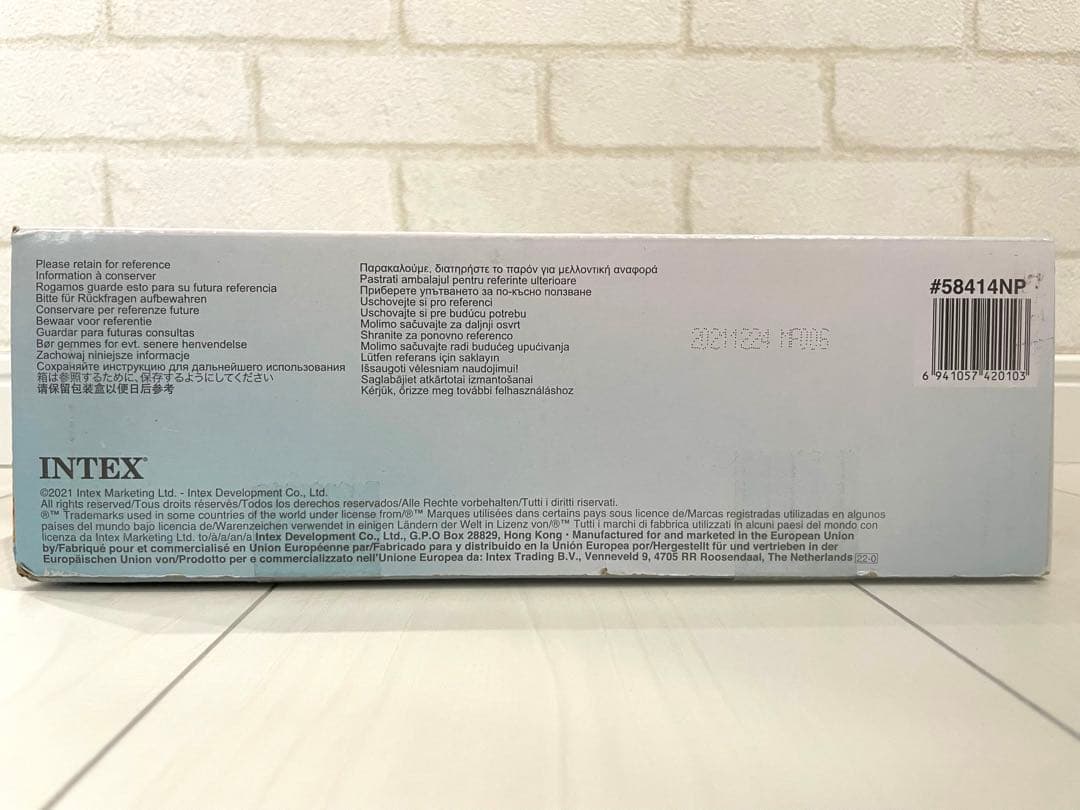 Please retain for reference
Information à conserver
Rogamos guarde esto para su futura referencia
Bitte für Rückfragen aufbewahren
Conservare per referenze future
Bewaar voor referentie
Guardar para futuras consultas
Bør gemmes for evt. senere henvendelse
Zachowaj niniejsze informacje
Сохраняйте инструкцию для дальнейшего использования
箱は参照するために、保存するようにしてください
请保留包装盒以便日后参考
Παρακαλούμε, διατηρήστε το παρόν για μελλοντική αναφορά
Pastrati ambalajul pentru referinte ulterioare
Приберете упътването за по-късно ползване
Uschovejte si pro referenci
Uschovejte si pre budúcu potrebu
Molimo sačuvajte za daljnji osvrt
Shranite za ponovno referenco
Molimo sačuvajte radi budućeg upućivanja
Lütfen referans için saklayın
Išsaugoti vėlesniam naudojimui!
Saglabājiet atkārtotai izmantošanai
Kérjük, őrizze meg további felhasználáshoz
20211224 MF006
#58414NP
6 941057 420103
INTEX®
©2021 Intex Marketing Ltd. - Intex Development Co., Ltd.
All rights reserved/Tous droits réservés/Todos los derechos reservados/Alle Rechte vorbehalten/Tutti i diritti riservati.
®™ Trademarks used in some countries of the world under license from/®™ Marques utilisées dans certains pays sous licence de/Marcas registradas utilizadas en algunos
países del mundo bajo licencia de/Warenzeichen verwendet in einigen Ländern der Welt in Lizenz von/®™ Tutti i marchi di fabbrica utilizzati in alcuni paesi del mondo con
licenza da Intex Marketing Ltd. to/à/a/an/a Intex Development Co., Ltd., G.P.O Box 28829, Hong Kong • Manufactured for and marketed in the European Union
by/Fabriqué pour et commercialisé en Union Européenne par/Fabricado para y distribuido en la Unión Europea por/Hergestellt für und vertrieben in der
Europäischen Union von/Prodotto per e commercializzato nell'Unione Europea da: Intex Trading B.V., Venneveld 9, 4705 RR Roosendaal, The Netherlands 22-0